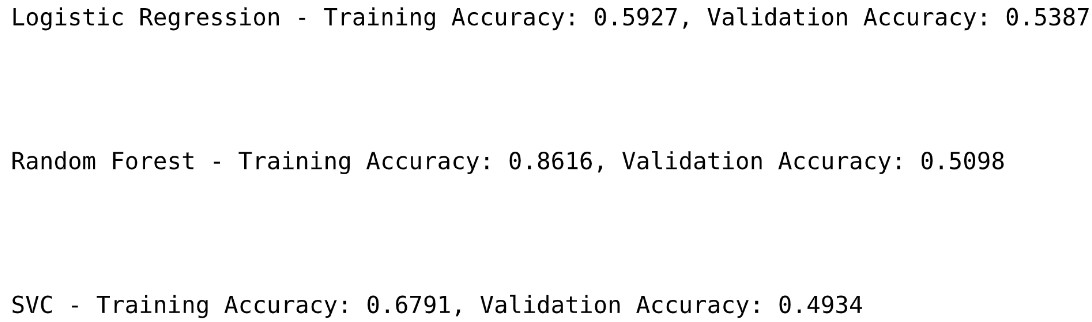 Logistic Regression - Training Accuracy: 0.5927, Validation Accuracy: 0.5387
Random Forest - Training Accuracy: 0.8616, Validation Accuracy: 0.5098
SVC - Training Accuracy: 0.6791, Validation Accuracy: 0.4934